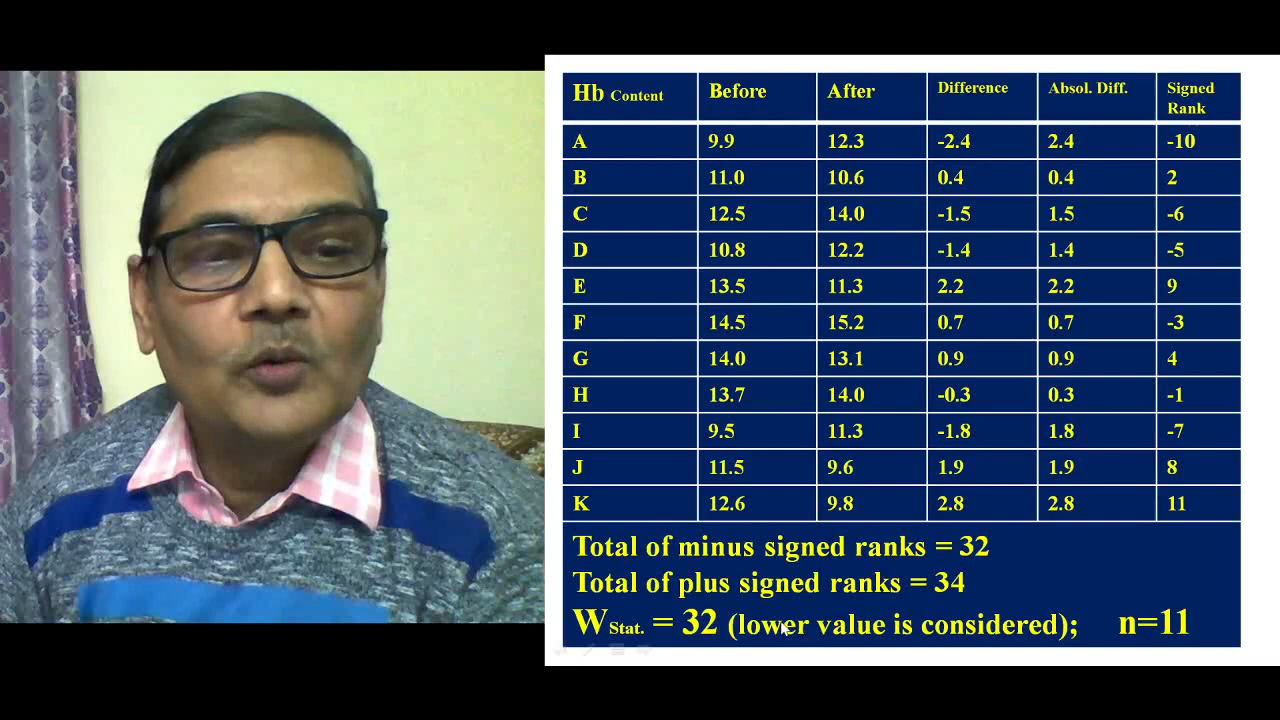 Hb Content Before After Difference Absol. Diff. Signed Rank
A 9.9 12.3 -2.4 2.4 -10
B 11.0 10.6 0.4 0.4 2
C 12.5 14.0 -1.5 1.5 -6
D 10.8 12.2 -1.4 1.4 -5
E 13.5 11.3 2.2 2.2 9
F 14.5 15.2 0.7 0.7 -3
G 14.0 13.1 0.9 0.9 4
H 13.7 14.0 -0.3 0.3 -1
I 9.5 11.3 -1.8 1.8 -7
J 11.5 9.6 1.9 1.9 8
K 12.6 9.8 2.8 2.8 11
Total of minus signed ranks = 32
Total of plus signed ranks = 34
W Stat. = 32 (lower value is considered); n=11